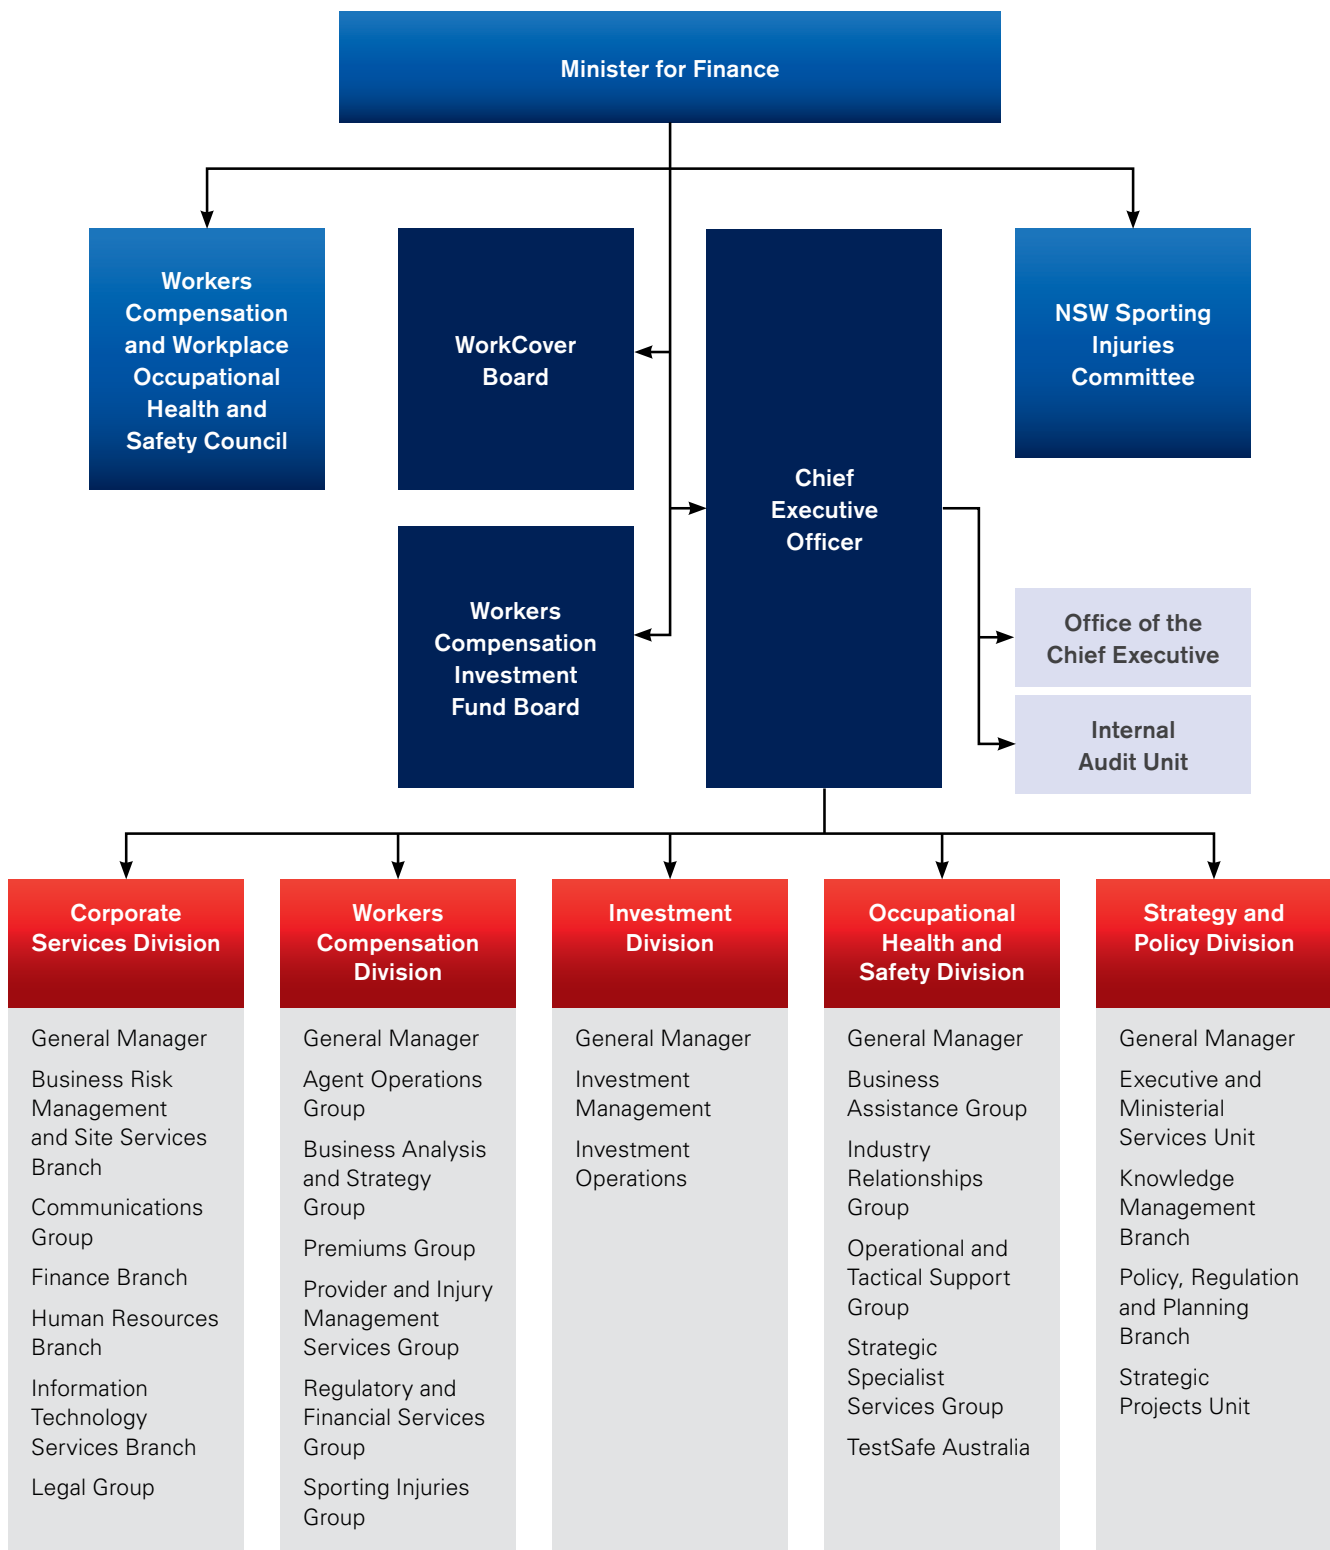 Minister for Finance
Workers
Compensation
and Workplace
Occupational
Health and
Safety Council
WorkCover
Board
Workers
Compensation
Investment
Fund Board
Chief
Executive
Officer
NSW Sporting
Injuries
Committee
Office of the
Chief Executive
Internal
Audit Unit
Corporate
Services Division
General Manager
Business Risk
Management
and Site Services
Branch
Communications
Group
Finance Branch
Human Resources
Branch
Information
Technology
Services Branch
Legal Group
Workers
Compensation
Division
General Manager
Agent Operations
Group
Business Analysis
and Strategy
Group
Premiums Group
Provider and Injury
Management
Services Group
Regulatory and
Financial Services
Group
Sporting Injuries
Group
Investment
Division
General Manager
Investment
Management
Investment
Operations
Occupational
Health and
Safety Division
General Manager
Business
Assistance Group
Industry
Relationships
Group
Operational and
Tactical Support
Group
Strategic
Specialist
Services Group
TestSafe Australia
Strategy and
Policy Division
General Manager
Executive and
Ministerial
Services Unit
Knowledge
Management
Branch
Policy, Regulation
and Planning
Branch
Strategic
Projects Unit